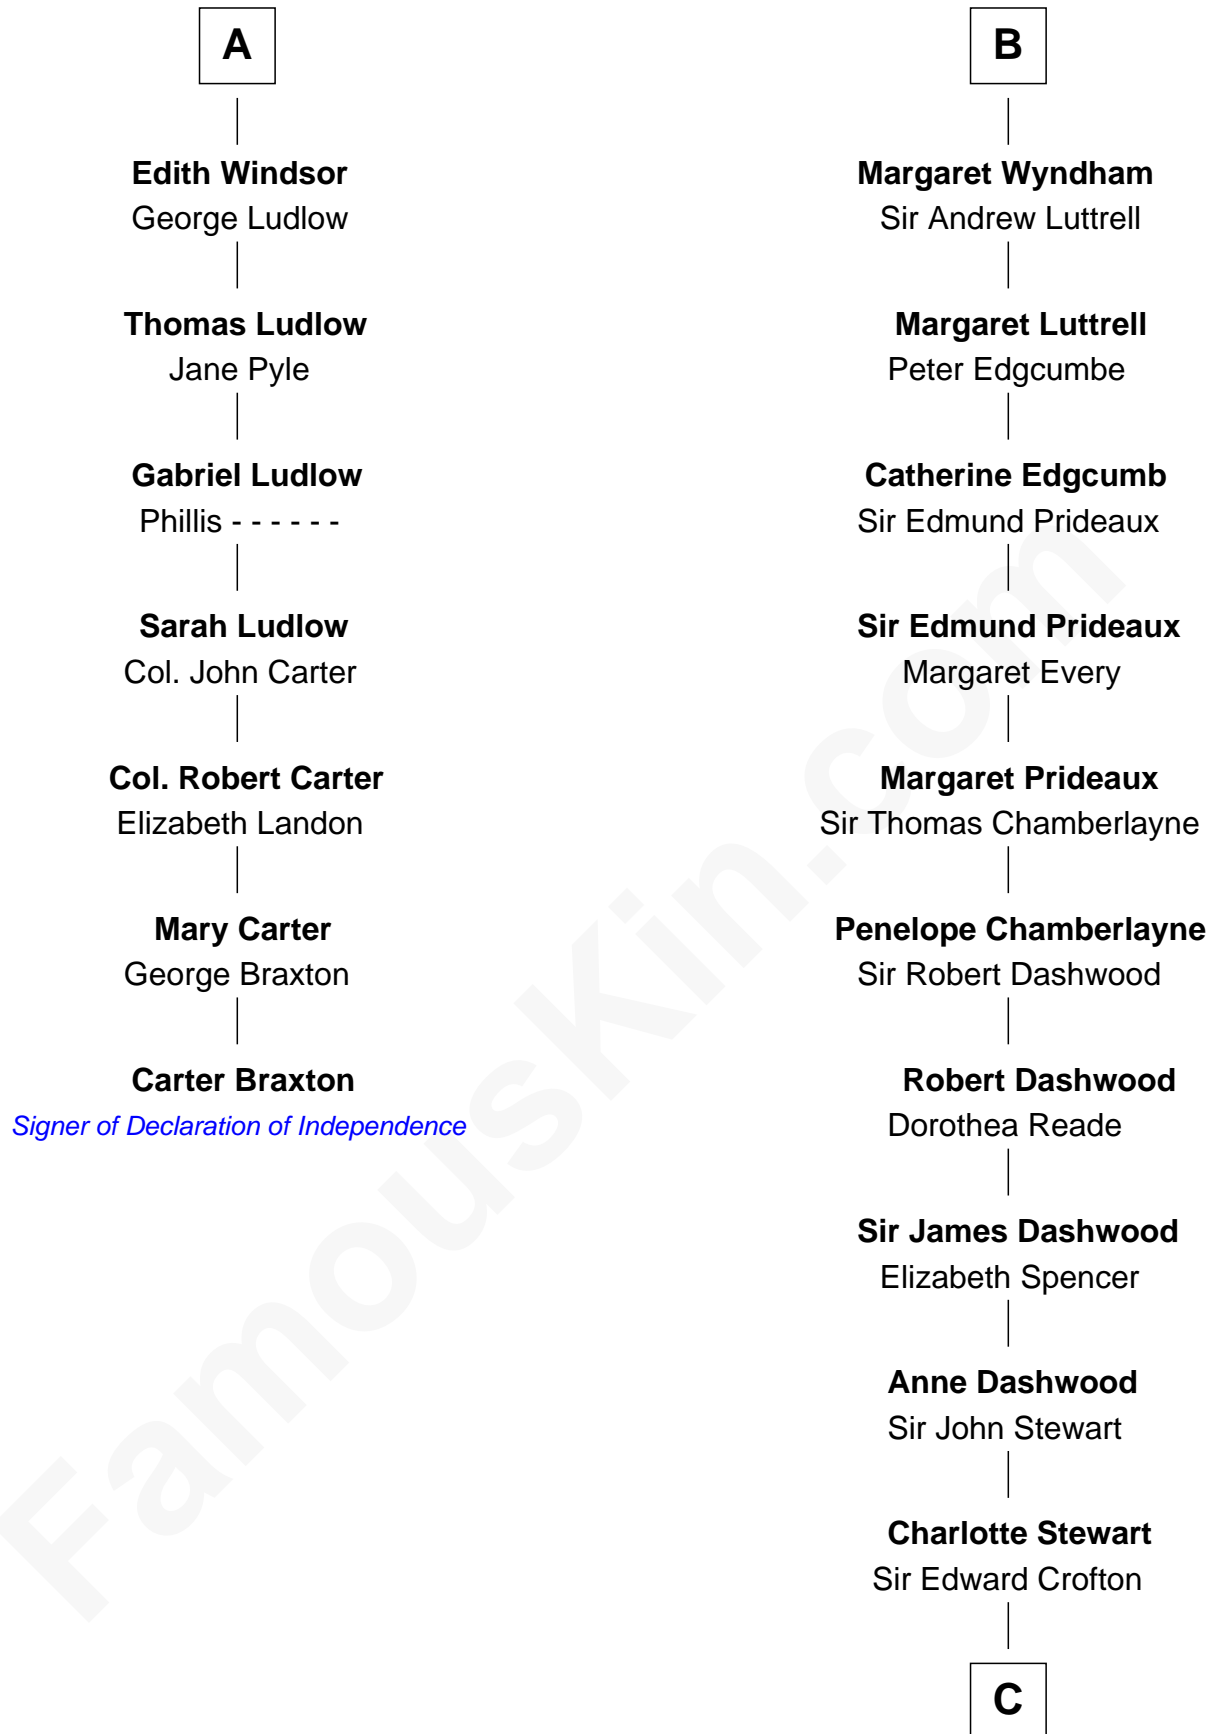 A
Edith Windsor
George Ludlow
Thomas Ludlow
Jane Pyle
Gabriel Ludlow
Phillis - - - - - -
Sarah Ludlow
Col. John Carter
Col. Robert Carter
Elizabeth Landon
Mary Carter
George Braxton
Carter Braxton
Signer of Declaration of Independence
B
Margaret Wyndham
Sir Andrew Luttrell
Margaret Luttrell
Peter Edgcumbe
Catherine Edgcumb
Sir Edmund Prideaux
Sir Edmund Prideaux
Margaret Every
Margaret Prideaux
Sir Thomas Chamberlayne
Penelope Chamberlayne
Sir Robert Dashwood
Robert Dashwood
Dorothea Reade
Sir James Dashwood
Elizabeth Spencer
Anne Dashwood
Sir John Stewart
Charlotte Stewart
Sir Edward Crofton
C
FamousKin.com